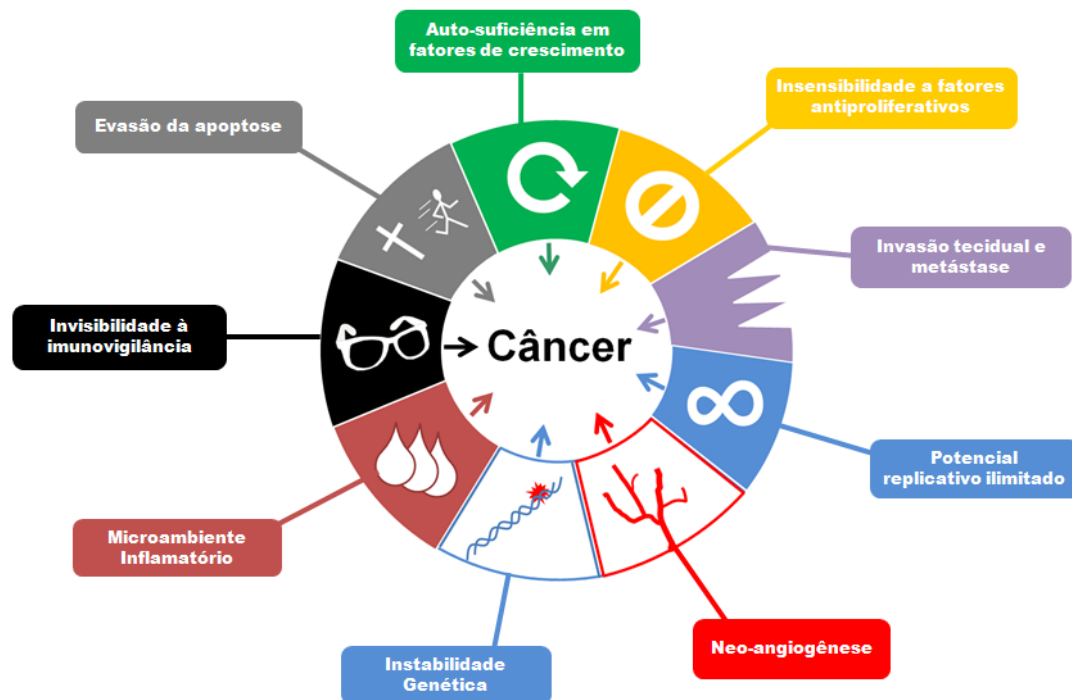 Auto-suficiência em
fatores de crescimento
Insensibilidade a fatores
antiproliferativos
Evasão da apoptose
Invasão tecidual e
metástase
Invisibilidade à
imunovigilância
Câncer
Potencial
replicativo ilimitado
Microambiente
Inflamatório
Neo-angiogênese
Instabilidade
Genética